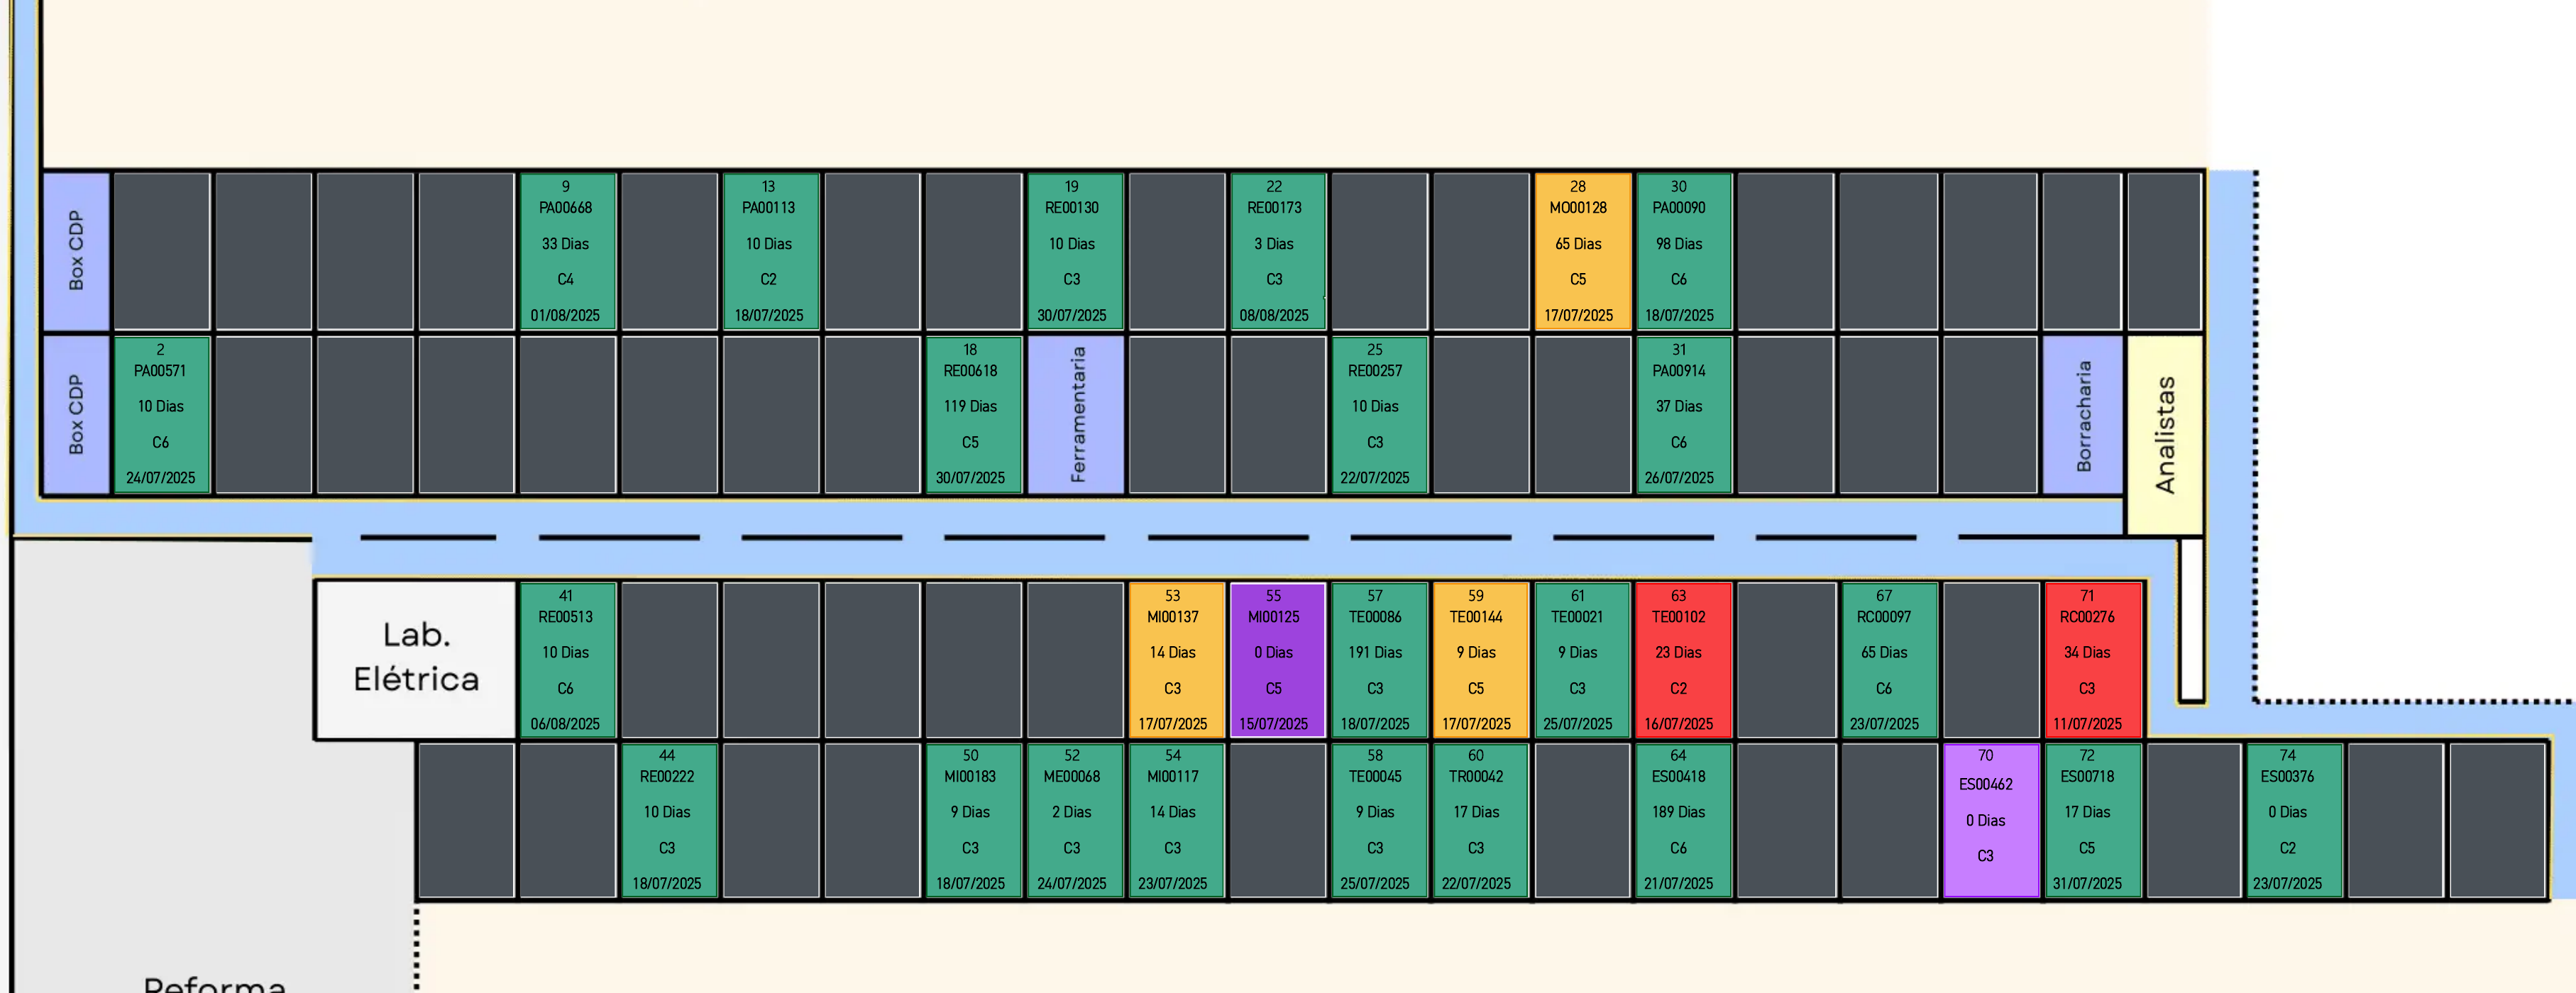 Box CDP
9
PA00668
33 Dias
C4
01/08/2025
13
PA00113
10 Dias
C2
18/07/2025
19
RE00130
10 Dias
C3
30/07/2025
22
RE00173
3 Dias
C3
08/08/2025
28
MO00128
65 Dias
C5
17/07/2025
30
PA00090
98 Dias
C6
18/07/2025
Box CDP
2
PA00571
10 Dias
C6
24/07/2025
18
RE00618
119 Dias
C5
30/07/2025
Ferramentaria
25
RE00257
10 Dias
C3
22/07/2025
31
PA00914
37 Dias
C6
26/07/2025
Borracharia
Analistas
Lab.
Elétrica
41
RE00513
10 Dias
C6
06/08/2025
53
MI00137
14 Dias
C3
17/07/2025
55
MI00125
0 Dias
C5
15/07/2025
57
TE00086
191 Dias
C3
18/07/2025
59
TE00144
9 Dias
C5
17/07/2025
61
TE00021
9 Dias
C3
25/07/2025
63
TE00102
23 Dias
C2
16/07/2025
67
RC00097
65 Dias
C6
23/07/2025
71
RC00276
34 Dias
C3
11/07/2025
44
RE00222
10 Dias
C3
18/07/2025
50
MI00183
9 Dias
C3
18/07/2025
52
ME00068
2 Dias
C3
24/07/2025
54
MI00117
14 Dias
C3
23/07/2025
58
TE00045
9 Dias
C3
25/07/2025
60
TR00042
17 Dias
C3
22/07/2025
64
ES00418
189 Dias
C6
21/07/2025
70
ES00462
0 Dias
C3
72
ES00718
17 Dias
C5
31/07/2025
74
ES00376
0 Dias
C2
23/07/2025
Reforma